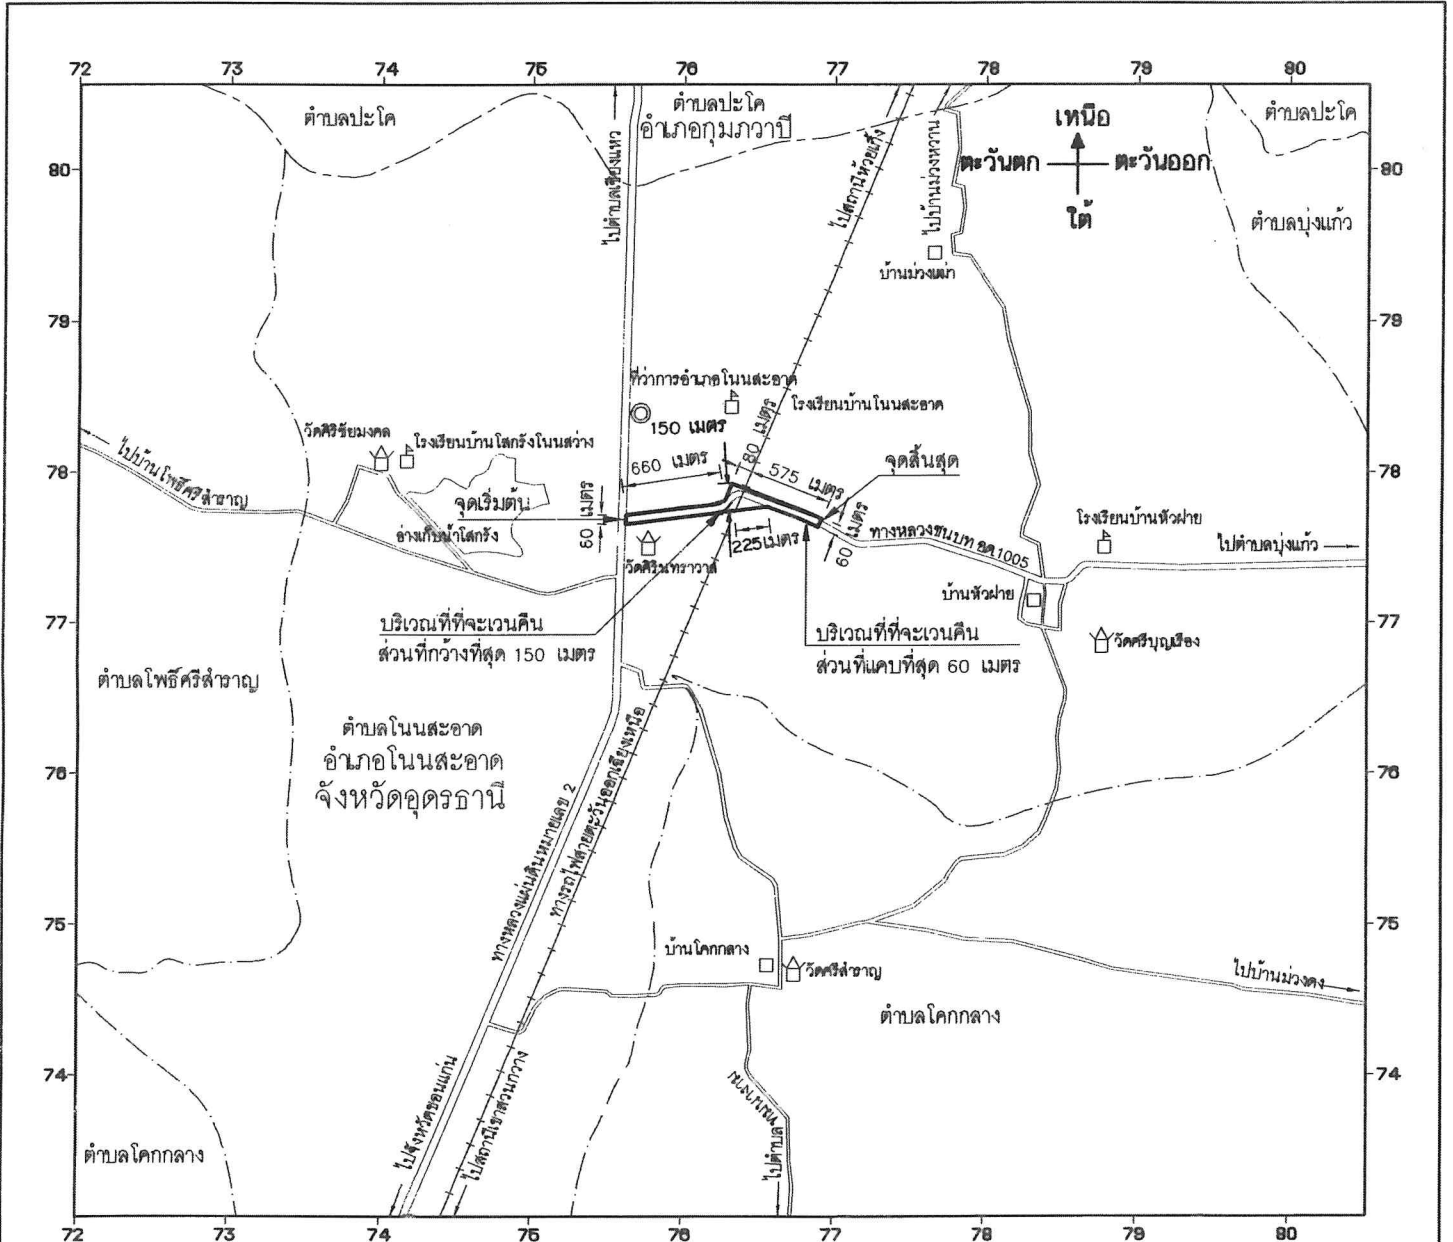 72 73 74 75 76 77 78 79 80
ตำบลปะโค
ตำบลปะโค
อำเภอกุมภวาปี
ตำบลปะโค
เหนือ
ตะวันตก
ตะวันออก
ใต้
80
80
ไปตำบลเชียงแหว
ไปสถานีห้วยเกิ้ง
ไปบ้านม่วงหวาน
ตำบลบุ่งแก้ว
บ้านม่วงเฒ่า
79
79
ที่ว่าการอำเภอโนนสะอาด
โรงเรียนบ้านโนนสะอาด
150 เมตร
80 เมตร
วัดศิริชัยมงคล
โรงเรียนบ้านโสกรังโนนสว่าง
660 เมตร
575 เมตร
จุดสิ้นสุด
78
78
ไปบ้านโพธิ์ศรีสำราญ
จุดเริ่มต้น
60 เมตร
อ่างเก็บน้ำโสกรัง
225 เมตร
60 เมตร
ทางหลวงชนบท อด.1005
โรงเรียนบ้านหัวฝาย
ไปตำบลบุ่งแก้ว
วัดศิรินทราวาส
บ้านหัวฝาย
77
77
บริเวณที่ที่จะเวนคืน
ส่วนที่กว้างที่สุด 150 เมตร
บริเวณที่ที่จะเวนคืน
ส่วนที่แคบที่สุด 60 เมตร
วัดศรีบุญเรือง
ตำบลโพธิ์ศรีสำราญ
ตำบลโนนสะอาด
อำเภอโนนสะอาด
จังหวัดอุดรธานี
76
76
ทางหลวงแผ่นดินหมายเลข 2
ทางรถไฟสายตะวันออกเฉียงเหนือ
75
75
บ้านโคกกลาง
วัดศรีสำราญ
ไปบ้านม่วงดง
ตำบลโคกกลาง
74
74
ไปจังหวัดขอนแก่น
ไปสถานีเขาสวนกวาง
ไปตำบล
ตำบลโคกกลาง
72 73 74 75 76 77 78 79 80